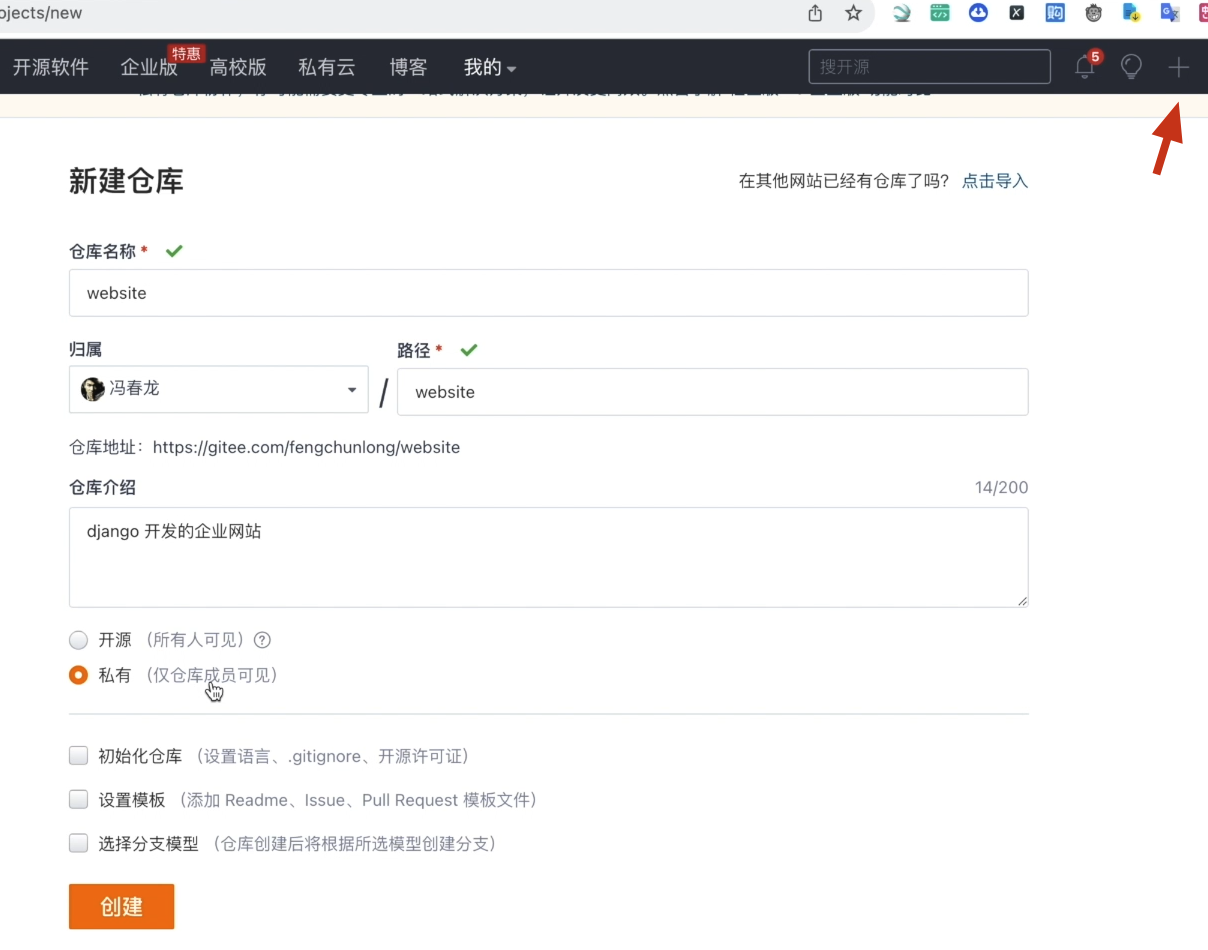 ojects/new
特惠
开源软件 企业版 高校版 私有云 博客 我的 搜开源 5
新建仓库
在其他网站已经有仓库了吗? 点击导入
仓库名称 *
website
归属 路径 *
冯春龙 / website
仓库地址：https://gitee.com/fengchunlong/website
仓库介绍 14/200
django 开发的企业网站
开源 （所有人可见）
私有 （仅仓库成员可见）
初始化仓库 （设置语言、.gitignore、开源许可证）
设置模板 （添加 Readme、Issue、Pull Request 模板文件）
选择分支模型 （仓库创建后将根据所选模型创建分支）
创建